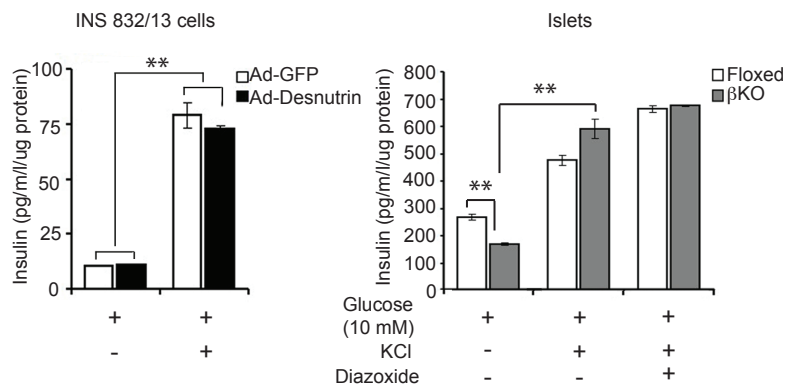 INS 832/13 cells
Islets
Insulin (pg/m/l/ug protein)
100
75
50
25
0
**
Ad-GFP
Ad-Desnutrin
+ +
- +
Insulin (pg/m/l/ug protein)
800
700
600
500
400
300
200
100
0
**
**
Floxed
βKO
Glucose
(10 mM) + + +
KCl - + +
Diazoxide - - +